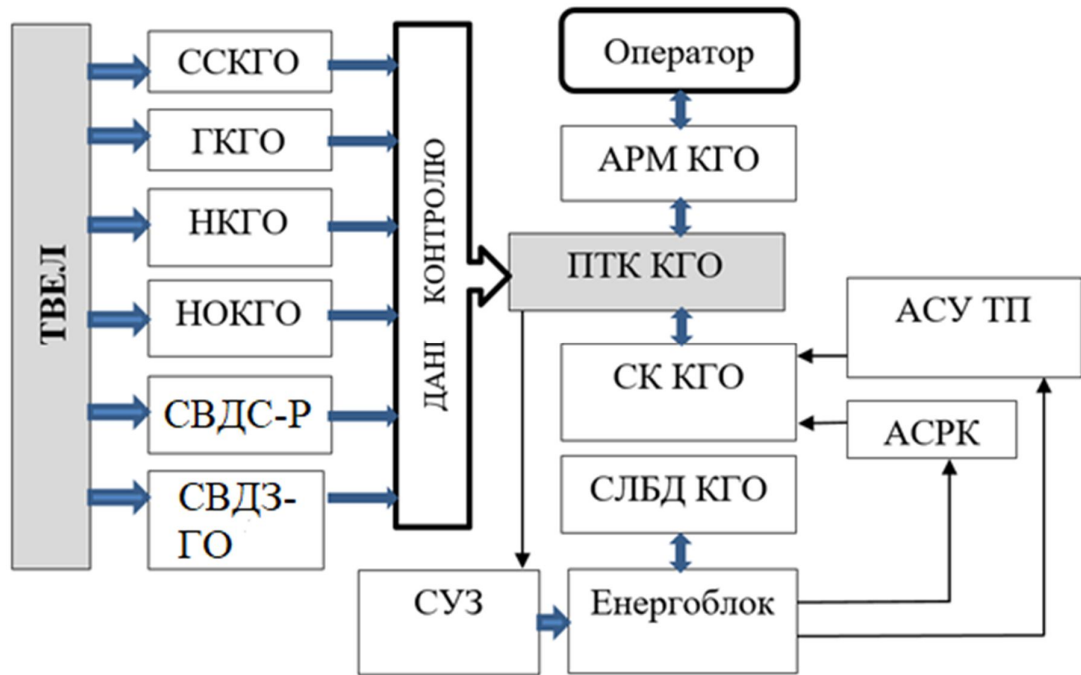 ТВЕЛ
ССКГО
ГКГО
НКГО
НОКГО
СВДС-Р
СВДЗ-
ГО
ДАНІ КОНТРОЛЮ
Оператор
АРМ КГО
ПТК КГО
СК КГО
СЛБД КГО
АСУ ТП
АСРК
СУЗ
Енергоблок